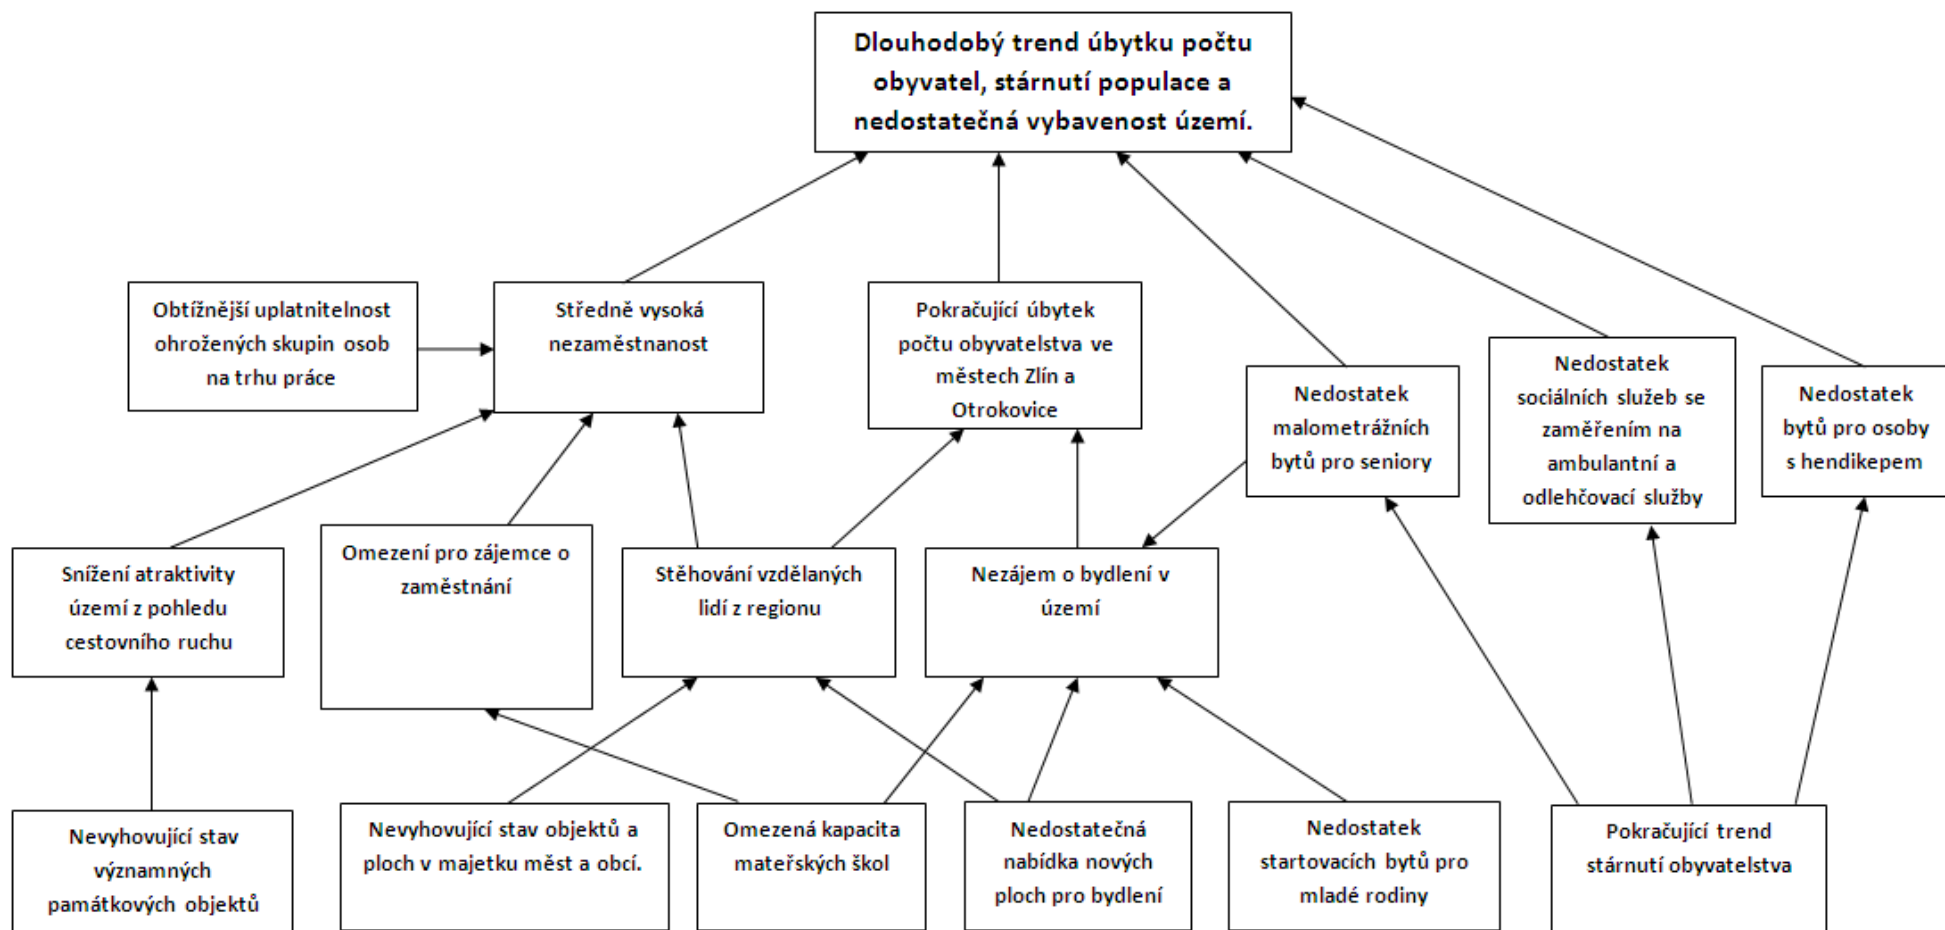 Dlouhodobý trend úbytku počtu
obyvatel, stárnutí populace a
nedostatečná vybavenost území.
Obtížnější uplatnitelnost
ohrožených skupin osob
na trhu práce
Středně vysoká
nezaměstnanost
Pokračující úbytek
počtu obyvatelstva ve
městech Zlín a
Otrokovice
Nedostatek
malometrážních
bytů pro seniory
Nedostatek
sociálních služeb se
zaměřením na
ambulantní a
odlehčovací služby
Nedostatek
bytů pro osoby
s hendikepem
Snížení atraktivity
území z pohledu
cestovního ruchu
Omezení pro zájemce o
zaměstnání
Stěhování vzdělaných
lidí z regionu
Nezájem o bydlení v
území
Nevyhovující stav
významných
památkových objektů
Nevyhovující stav objektů a
ploch v majetku měst a obcí.
Omezená kapacita
mateřských škol
Nedostatečná
nabídka nových
ploch pro bydlení
Nedostatek
startovacích bytů pro
mladé rodiny
Pokračující trend
stárnutí obyvatelstva